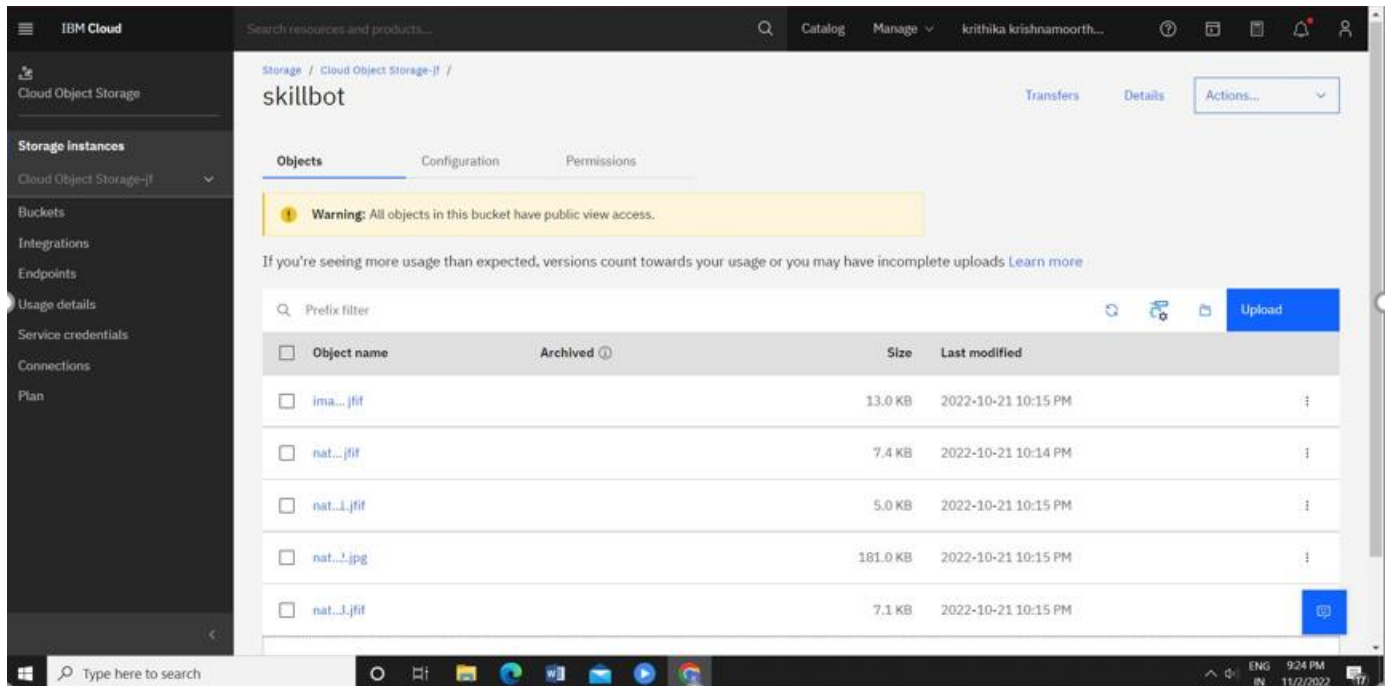 IBM Cloud
Search resources and products...
Catalog
Manage
krithika krishnamoorth...
Cloud Object Storage
Storage instances
Cloud Object Storage-jf
Buckets
Integrations
Endpoints
Usage details
Service credentials
Connections
Plan
Storage / Cloud Object Storage-jf /
skillbot
Transfers
Details
Actions...
Objects
Configuration
Permissions
Warning: All objects in this bucket have public view access.
If you're seeing more usage than expected, versions count towards your usage or you may have incomplete uploads Learn more
Prefix filter
Upload
Object name Archived Size Last modified
ima... jfif 13.0 KB 2022-10-21 10:15 PM
nat... jfif 7.4 KB 2022-10-21 10:14 PM
5.0 KB 2022-10-21 10:15 PM
181.0 KB 2022-10-21 10:15 PM
7.1 KB 2022-10-21 10:15 PM
Type here to search
ENG
IN
9:24 PM
11/2/2022
17